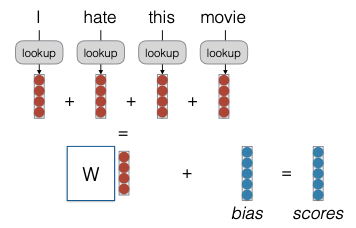 I hate this movie
lookup lookup lookup lookup
+ + +
=
W + =
bias scores